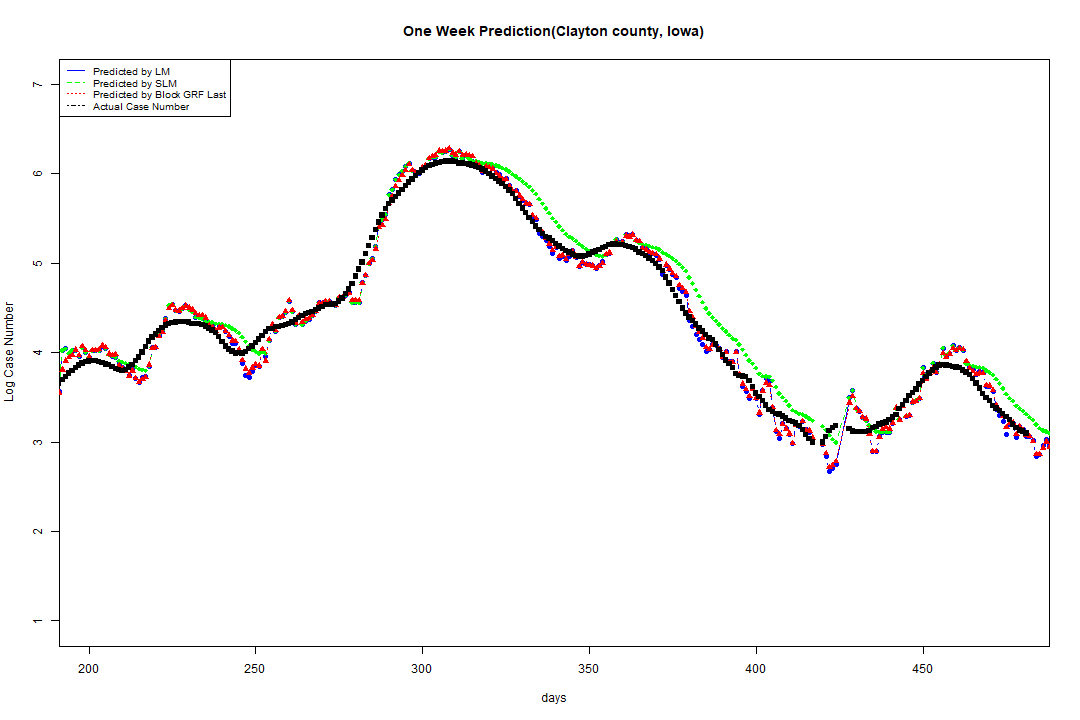 One Week Prediction(Clayton county, Iowa)
Predicted by LM
Predicted by SLM
Predicted by Block GRF Last
Actual Case Number
7
6
5
4
3
2
1
Log Case Number
200 250 300 350 400 450
days